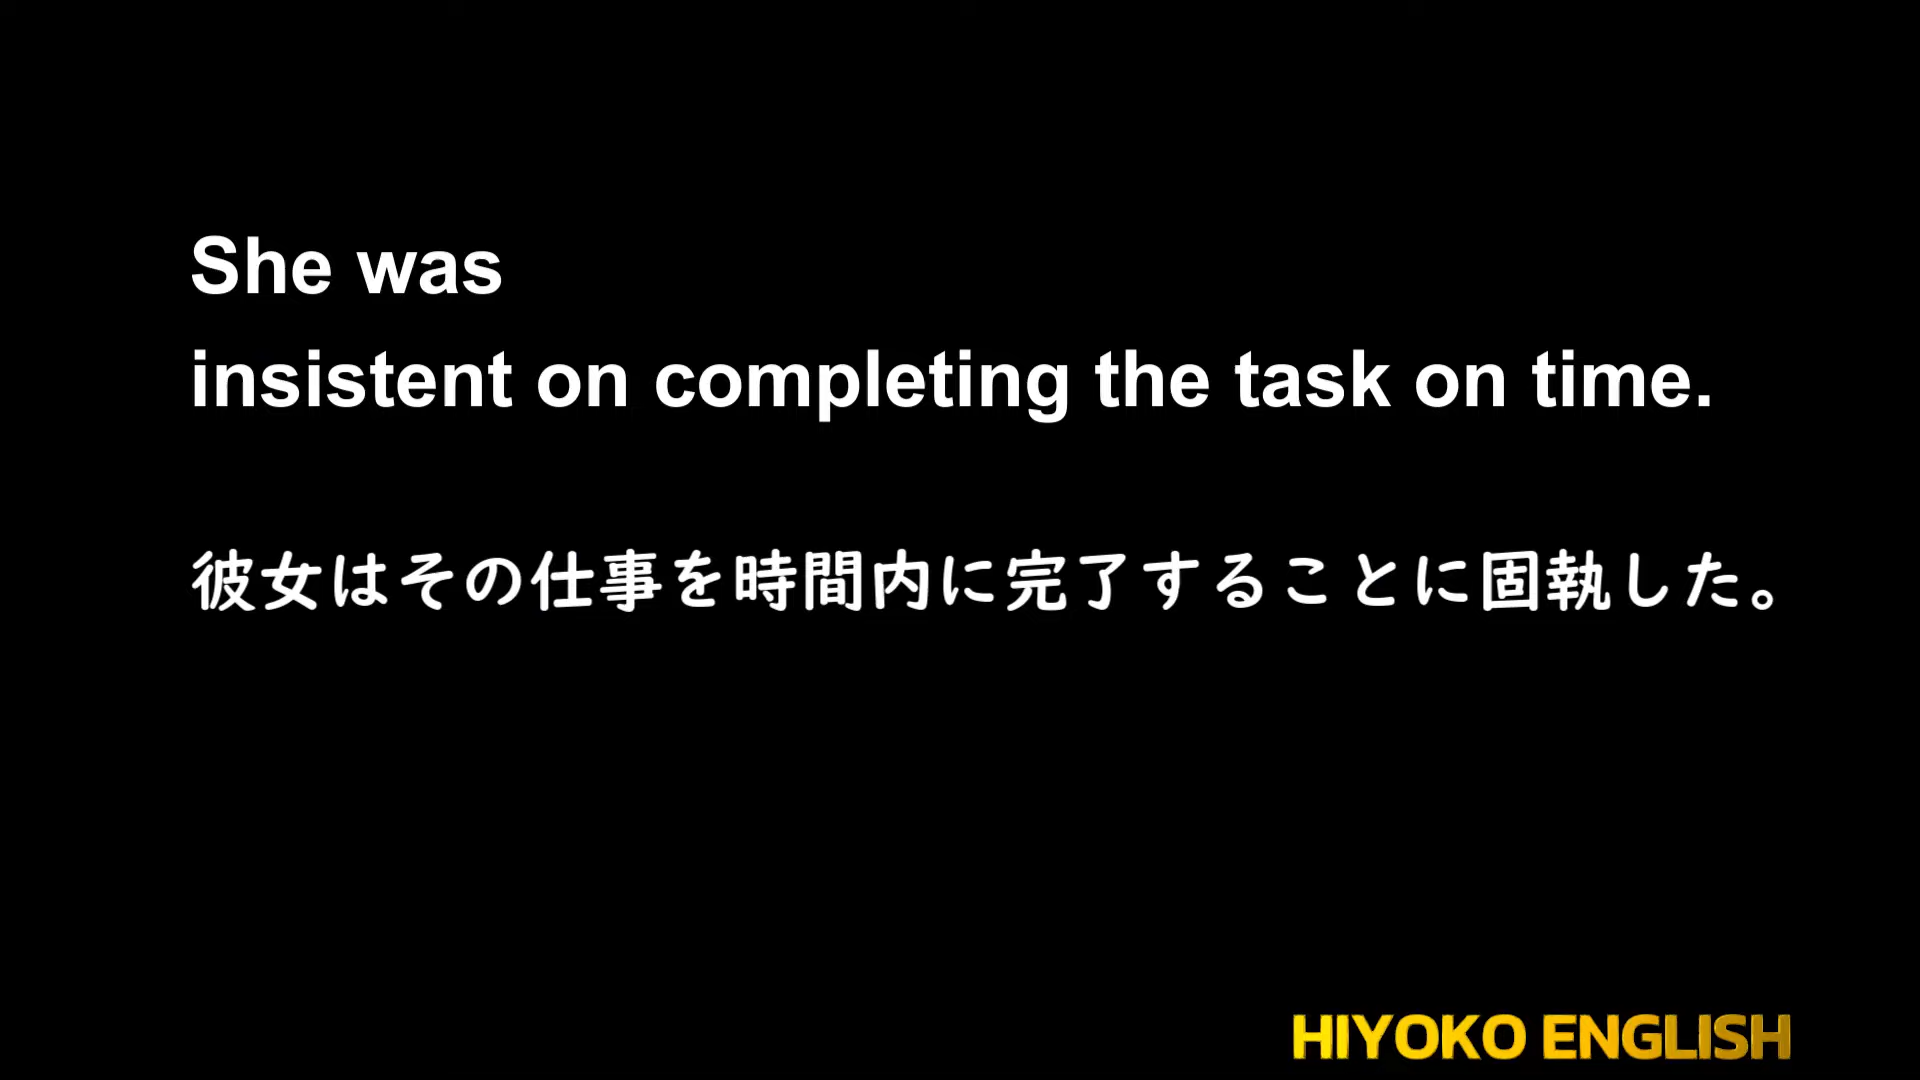 She was
insistent on completing the task on time.
彼女はその仕事を時間内に完了することに固執した。
HIYOKO ENGLISH